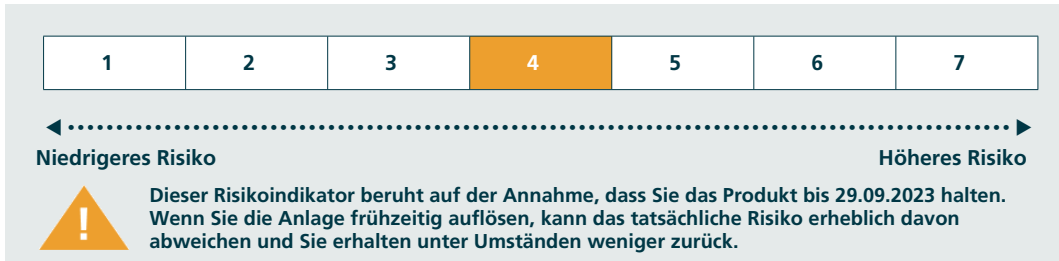 1 2 3 4 5 6 7
Niedrigeres Risiko Höheres Risiko
Dieser Risikoindikator beruht auf der Annahme, dass Sie das Produkt bis 29.09.2023 halten.
Wenn Sie die Anlage frühzeitig auflösen, kann das tatsächliche Risiko erheblich davon
abweichen und Sie erhalten unter Umständen weniger zurück.